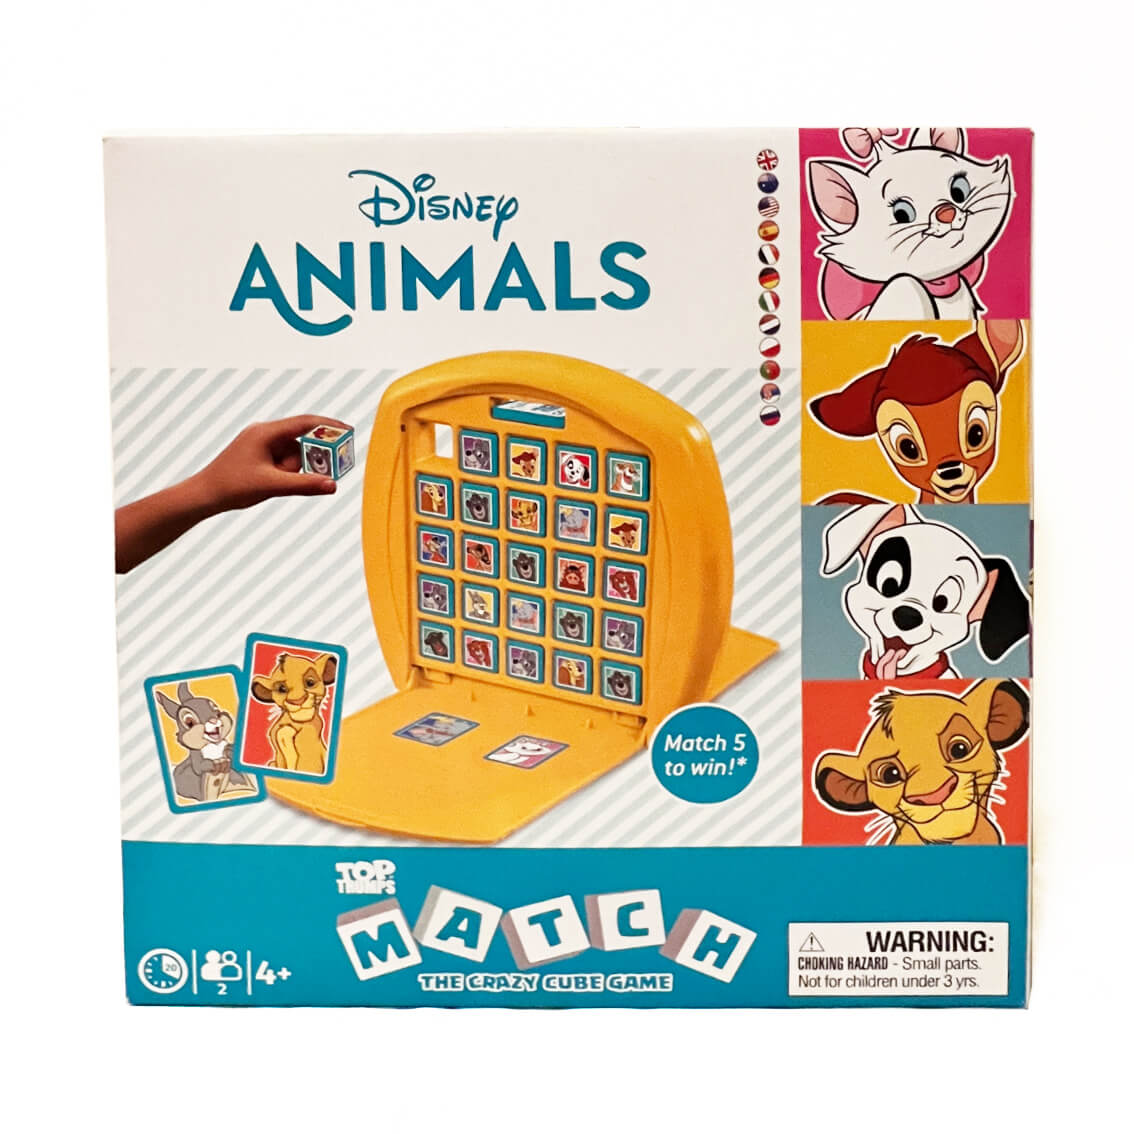 Disney
ANIMALS
Match 5
to win!*
TOP
TRUMPS
MATCH
THE CRAZY CUBE GAME
20
2
4+
WARNING:
CHOKING HAZARD - Small parts.
Not for children under 3 yrs.